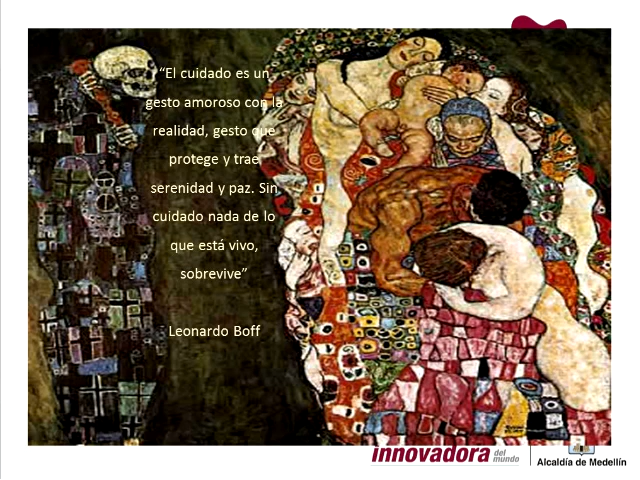 “El cuidado es un
gesto amoroso con la
realidad, gesto que
protege y trae
serenidad y paz. Sin
cuidado nada de lo
que está vivo,
sobrevive”
Leonardo Boff
innovadora del mundo
Alcaldía de Medellín